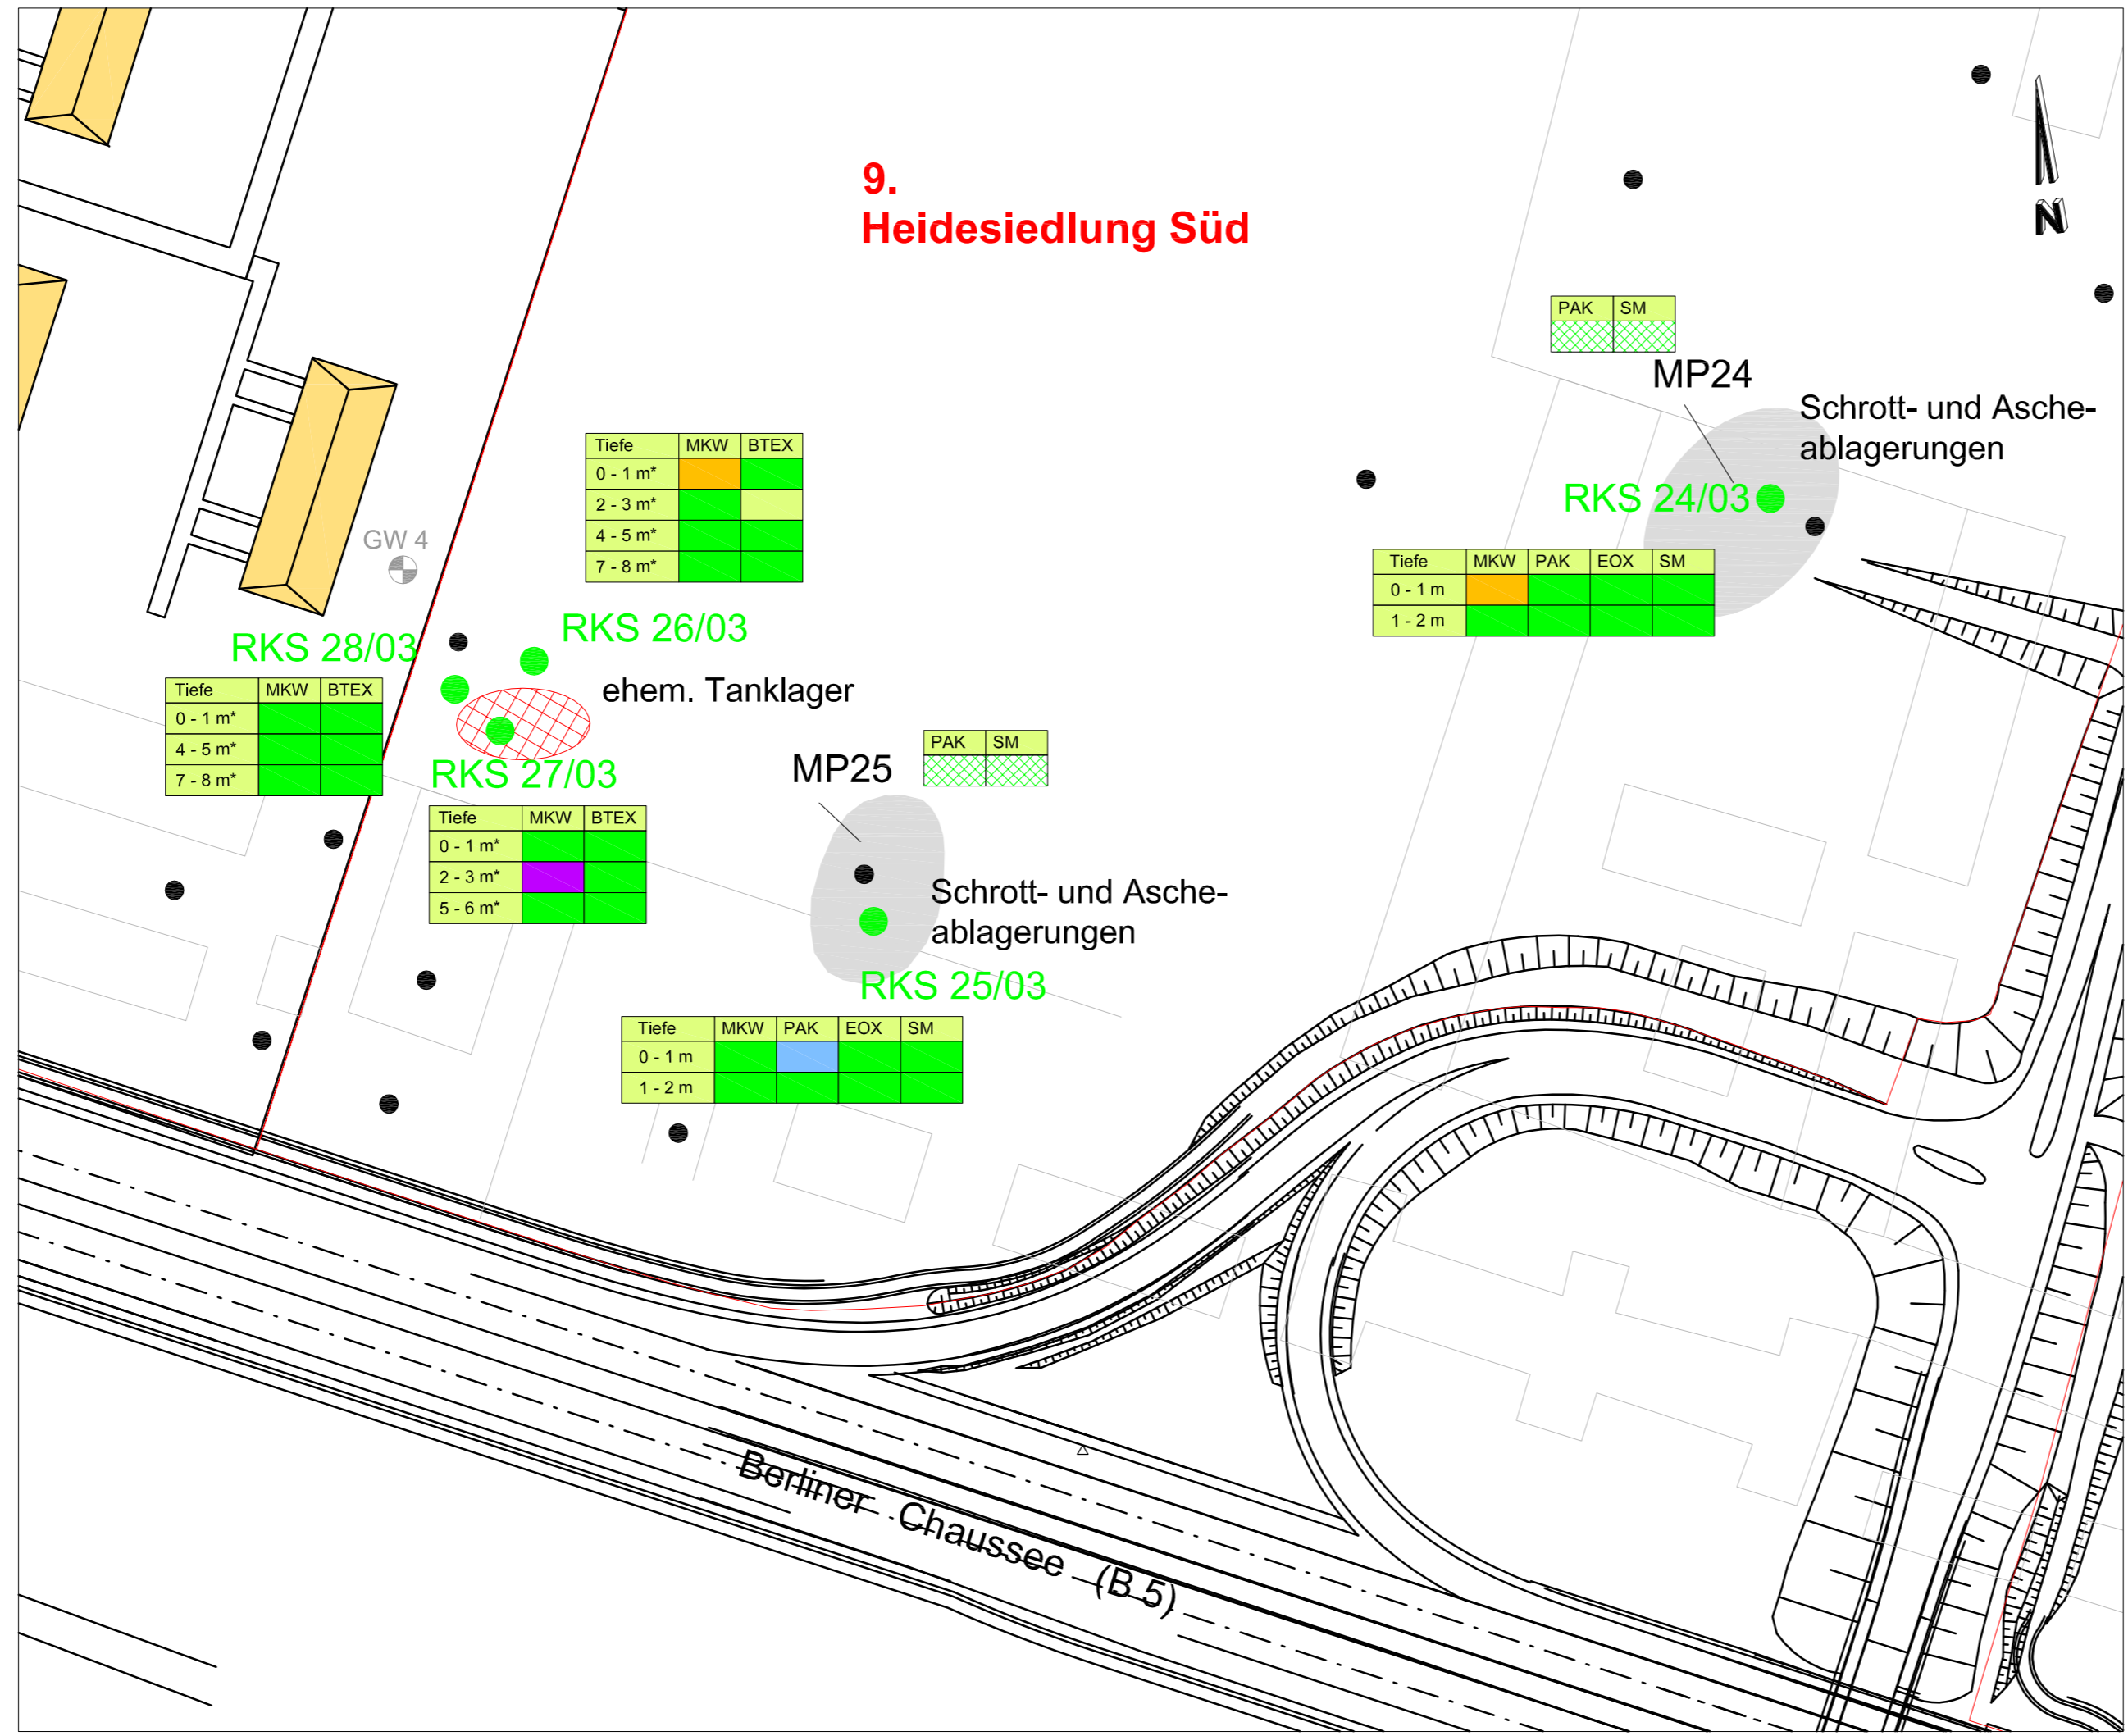 9.
Heidesiedlung Süd
N
PAK SM
MP24
Schrott- und Asche-
ablagerungen
RKS 24/03
Tiefe MKW PAK EOX SM
0 - 1 m
1 - 2 m
Tiefe MKW BTEX
0 - 1 m*
2 - 3 m*
4 - 5 m*
7 - 8 m*
GW 4
RKS 26/03
RKS 28/03
Tiefe MKW BTEX
0 - 1 m*
4 - 5 m*
7 - 8 m*
ehem. Tanklager
RKS 27/03
Tiefe MKW BTEX
0 - 1 m*
2 - 3 m*
5 - 6 m*
PAK SM
MP25
Schrott- und Asche-
ablagerungen
RKS 25/03
Tiefe MKW PAK EOX SM
0 - 1 m
1 - 2 m
Berliner Chaussee (B 5)